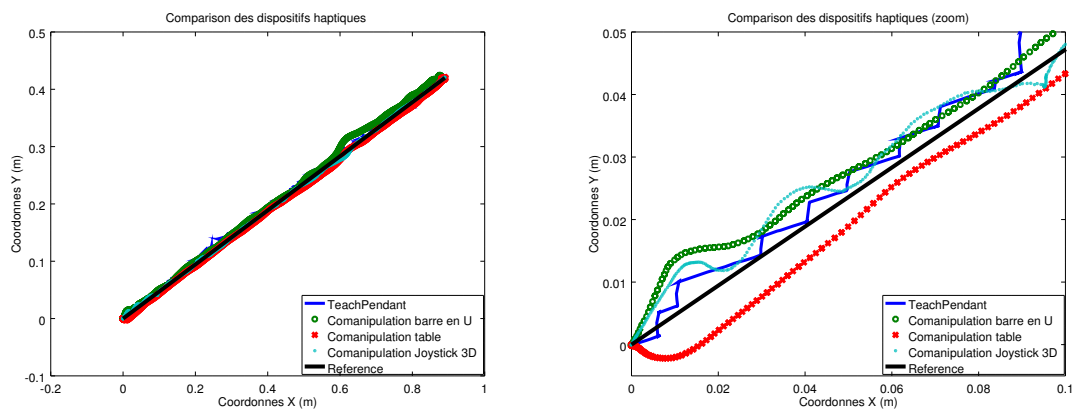 Comparison des dispositifs haptiques
0.5
0.4
0.3
0.2
0.1
0
-0.1
-0.2
0
0.2
0.4
0.6
0.8
1
Coordonnes X (m)
Coordonnes Y (m)
TeachPendant
Comanipulation barre en U
Comanipulation table
Comanipulation Joystick 3D
Reference
Comparison des dispositifs haptiques (zoom)
0.05
0.04
0.03
0.02
0.01
0
0
0.02
0.04
0.06
0.08
0.1
Coordonnes X (m)
Coordonnes Y (m)
TeachPendant
Comanipulation barre en U
Comanipulation table
Comanipulation Joystick 3D
Reference